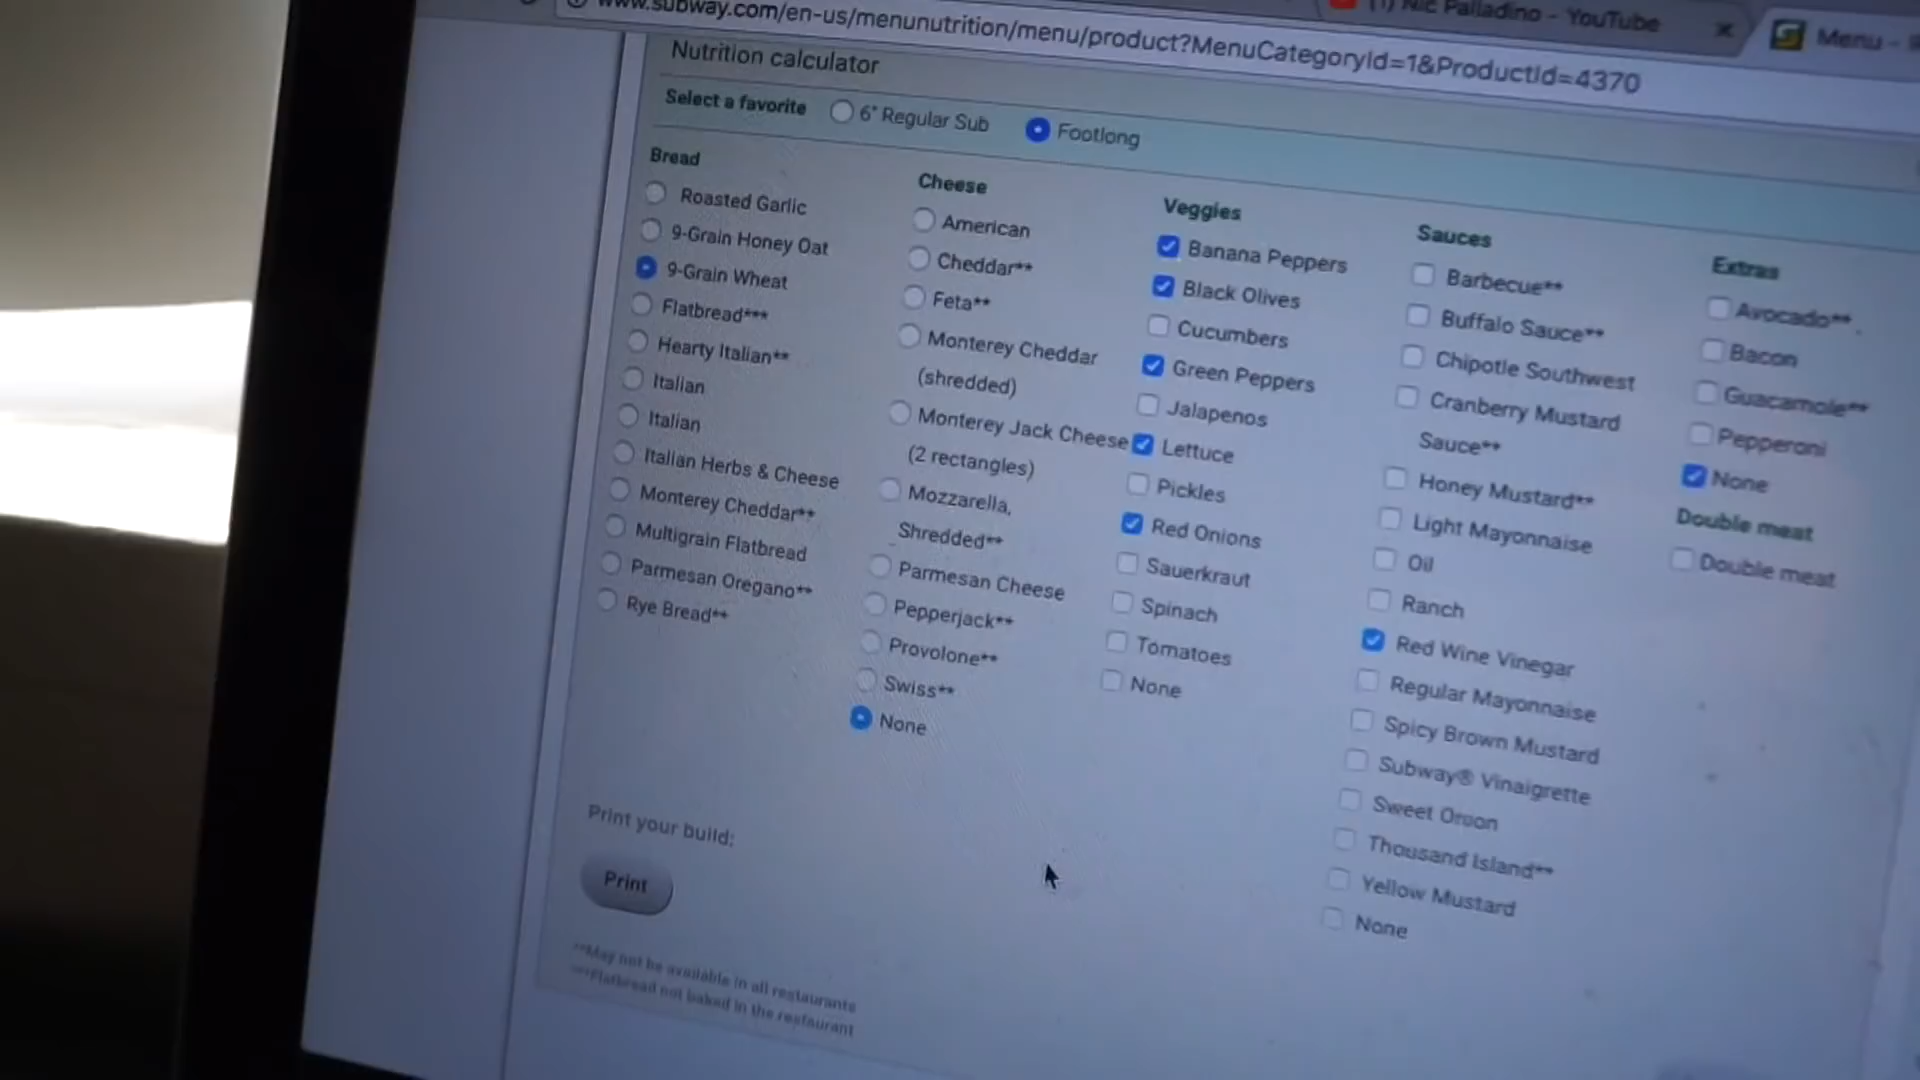 (1) Nic Palladino - YouTube
Menu -
www.subway.com/en-us/menunutrition/menu/product?MenuCategoryId=1&ProductId=4370
Nutrition calculator
Select a favorite
6" Regular Sub
Footlong
Bread
Roasted Garlic
9-Grain Honey Oat
9-Grain Wheat
Flatbread***
Hearty Italian**
Italian
Italian
Italian Herbs & Cheese
Monterey Cheddar**
Multigrain Flatbread
Parmesan Oregano**
Rye Bread**
Cheese
American
Cheddar**
Feta**
Monterey Cheddar
(shredded)
Monterey Jack Cheese
(2 rectangles)
Mozzarella,
Shredded**
Parmesan Cheese
Pepperjack**
Provolone**
Swiss**
None
Veggies
Banana Peppers
Black Olives
Cucumbers
Green Peppers
Jalapenos
Lettuce
Pickles
Red Onions
Sauerkraut
Spinach
Tomatoes
None
Sauces
Barbecue**
Buffalo Sauce**
Chipotle Southwest
Cranberry Mustard
Sauce**
Honey Mustard**
Light Mayonnaise
Oil
Ranch
Red Wine Vinegar
Regular Mayonnaise
Spicy Brown Mustard
Subway® Vinaigrette
Sweet Onion
Thousand Island**
Yellow Mustard
None
Extras
Avocado**
Bacon
Guacamole**
Pepperoni
None
Double meat
Double meat
Print your build:
Print
**May not be available in all restaurants
***Flatbread not baked in the restaurant